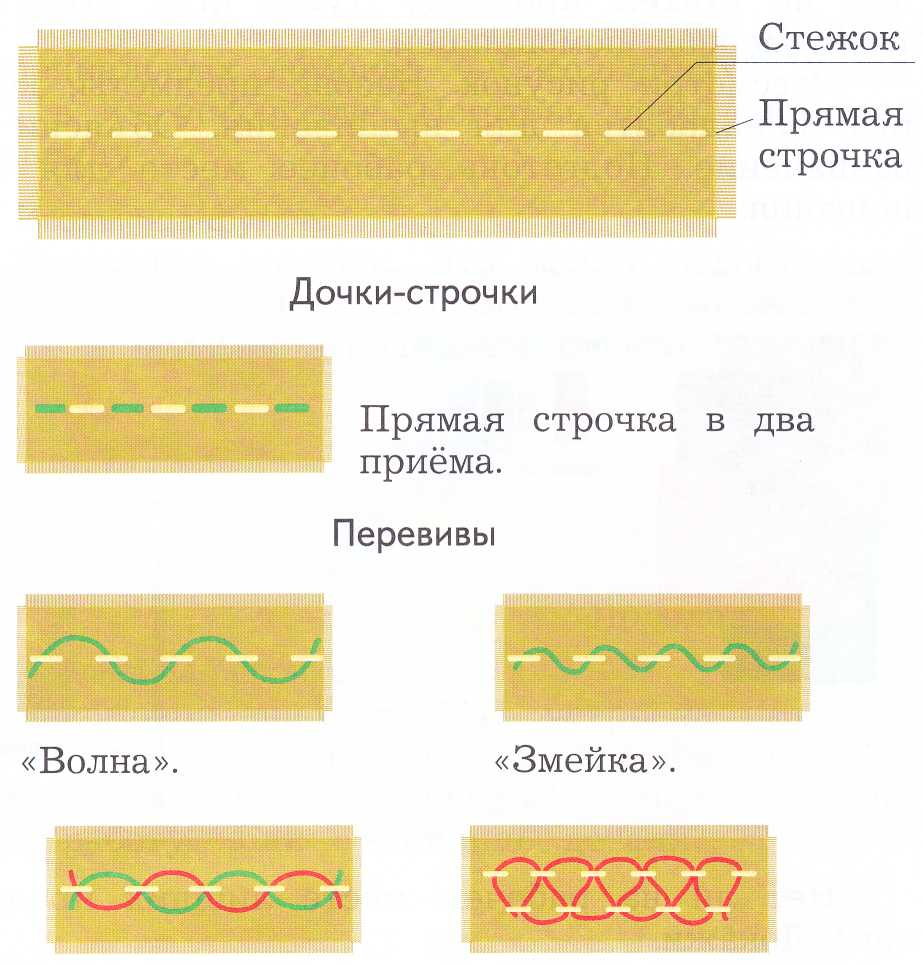 Стежок
Прямая
строчка
Дочки-строчки
Прямая строчка в два
приёма.
Перевивы
«Волна».
«Змейка».